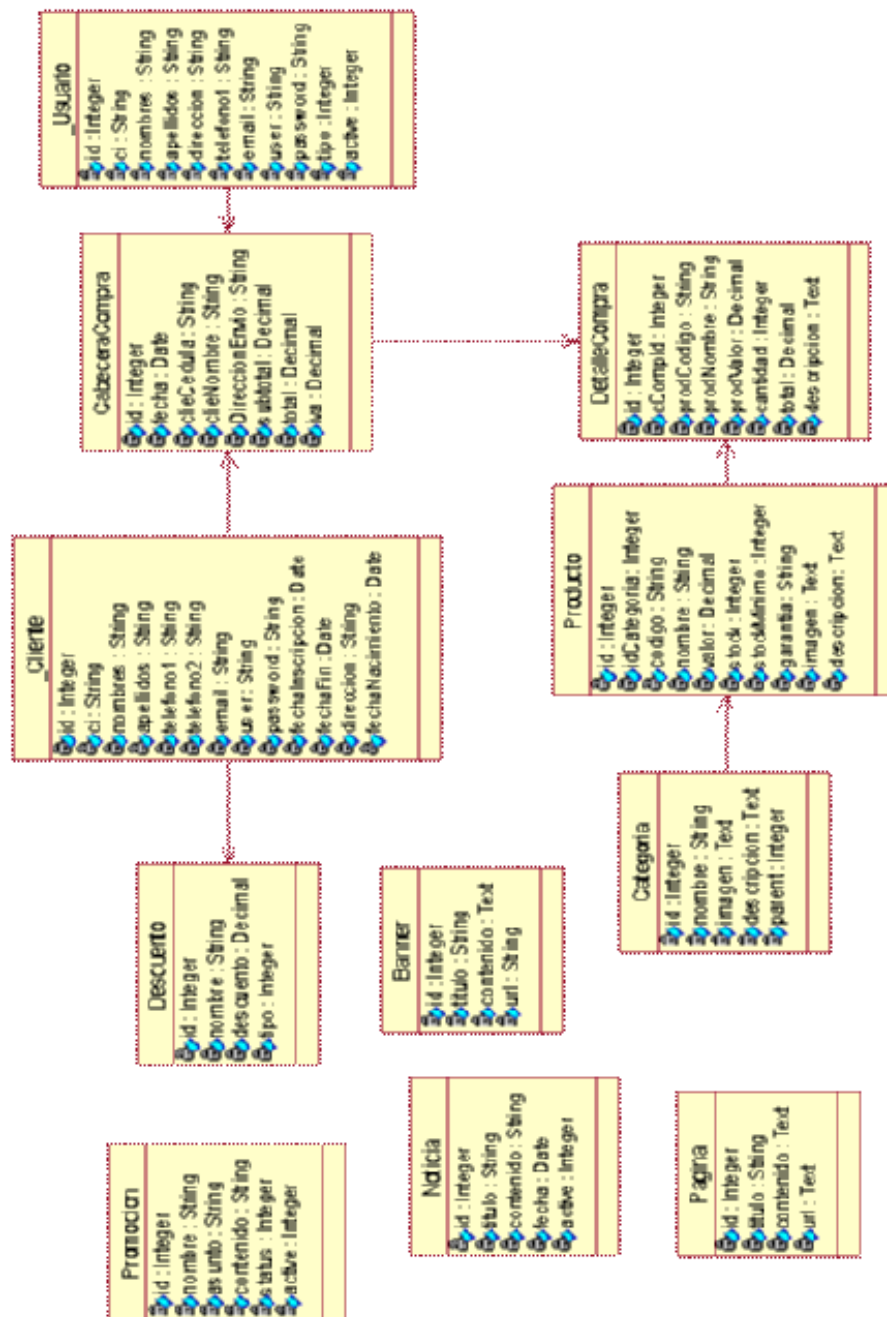 _Usuario
id : Integer
ci : String
nombres : String
apellidos : String
direccion : String
telefono1 : String
email : String
user : String
password : String
tipo : Integer
active : Integer
CabeceraCompra
id : Integer
fecha : Date
clieCedula : String
clieNombre : String
DireccionEnvio : String
subtotal : Decimal
total : Decimal
iva : Decimal
DetalleCompra
id : Integer
cCompid : Integer
prodCodigo : String
prodNombre : String
prodValor : Decimal
cantidad : Integer
total : Decimal
descripcion : Text
_Cliente
id : Integer
ci : String
nombres : String
apellidos : String
telefono1 : String
telefono2 : String
email : String
user : String
password : String
fechaInscripcion : Date
fechaFin : Date
direccion : String
fechaNacimiento : Date
Producto
id : Integer
idCategoria : Integer
codigo : String
nombre : String
valor : Decimal
stock : Integer
stockMinimo : Integer
garantia : String
imagen : Text
descripcion : Text
Descuento
id : Integer
nombre : String
descuento : Decimal
tipo : Integer
Banner
id : Integer
titulo : String
contenido : Text
url : String
Categoria
id : Integer
nombre : String
imagen : Text
descripcion : Text
parent : Integer
Promocion
id : Integer
nombre : String
asunto : String
contenido : String
status : Integer
active : Integer
Noticia
id : Integer
titulo : String
contenido : String
fecha : Date
active : Integer
Pagina
id : Integer
titulo : String
contenido : Text
url : Text